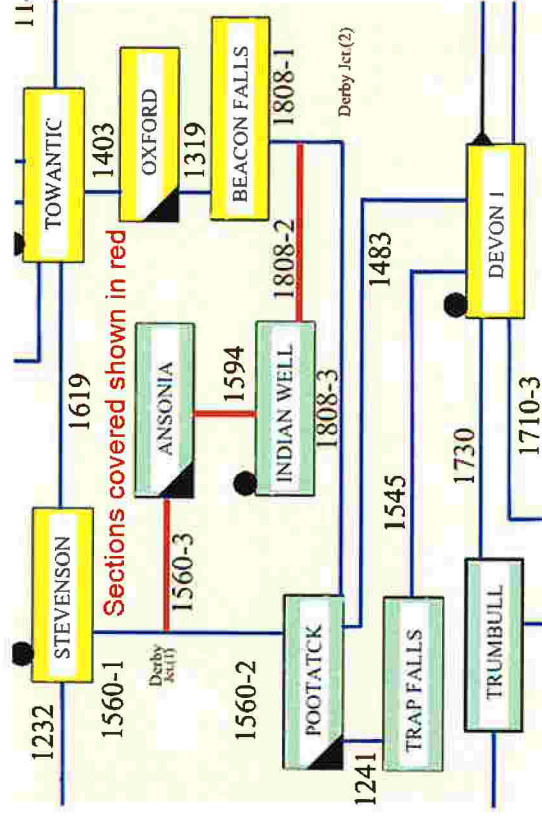 114
TOWANTIC
1403
OXFORD
1319
BEACON FALLS
1808-1
Derby Jct.(2)
1619
Sections covered shown in red
1808-2
ANSONIA
1594
INDIAN WELL
1808-3
1483
DEVON 1
STEVENSON
1232
1560-1
Derby
Jct.(1)
1560-3
1560-2
POOTATCK
1545
1730
1710-3
TRAP FALLS
1241
TRUMBULL